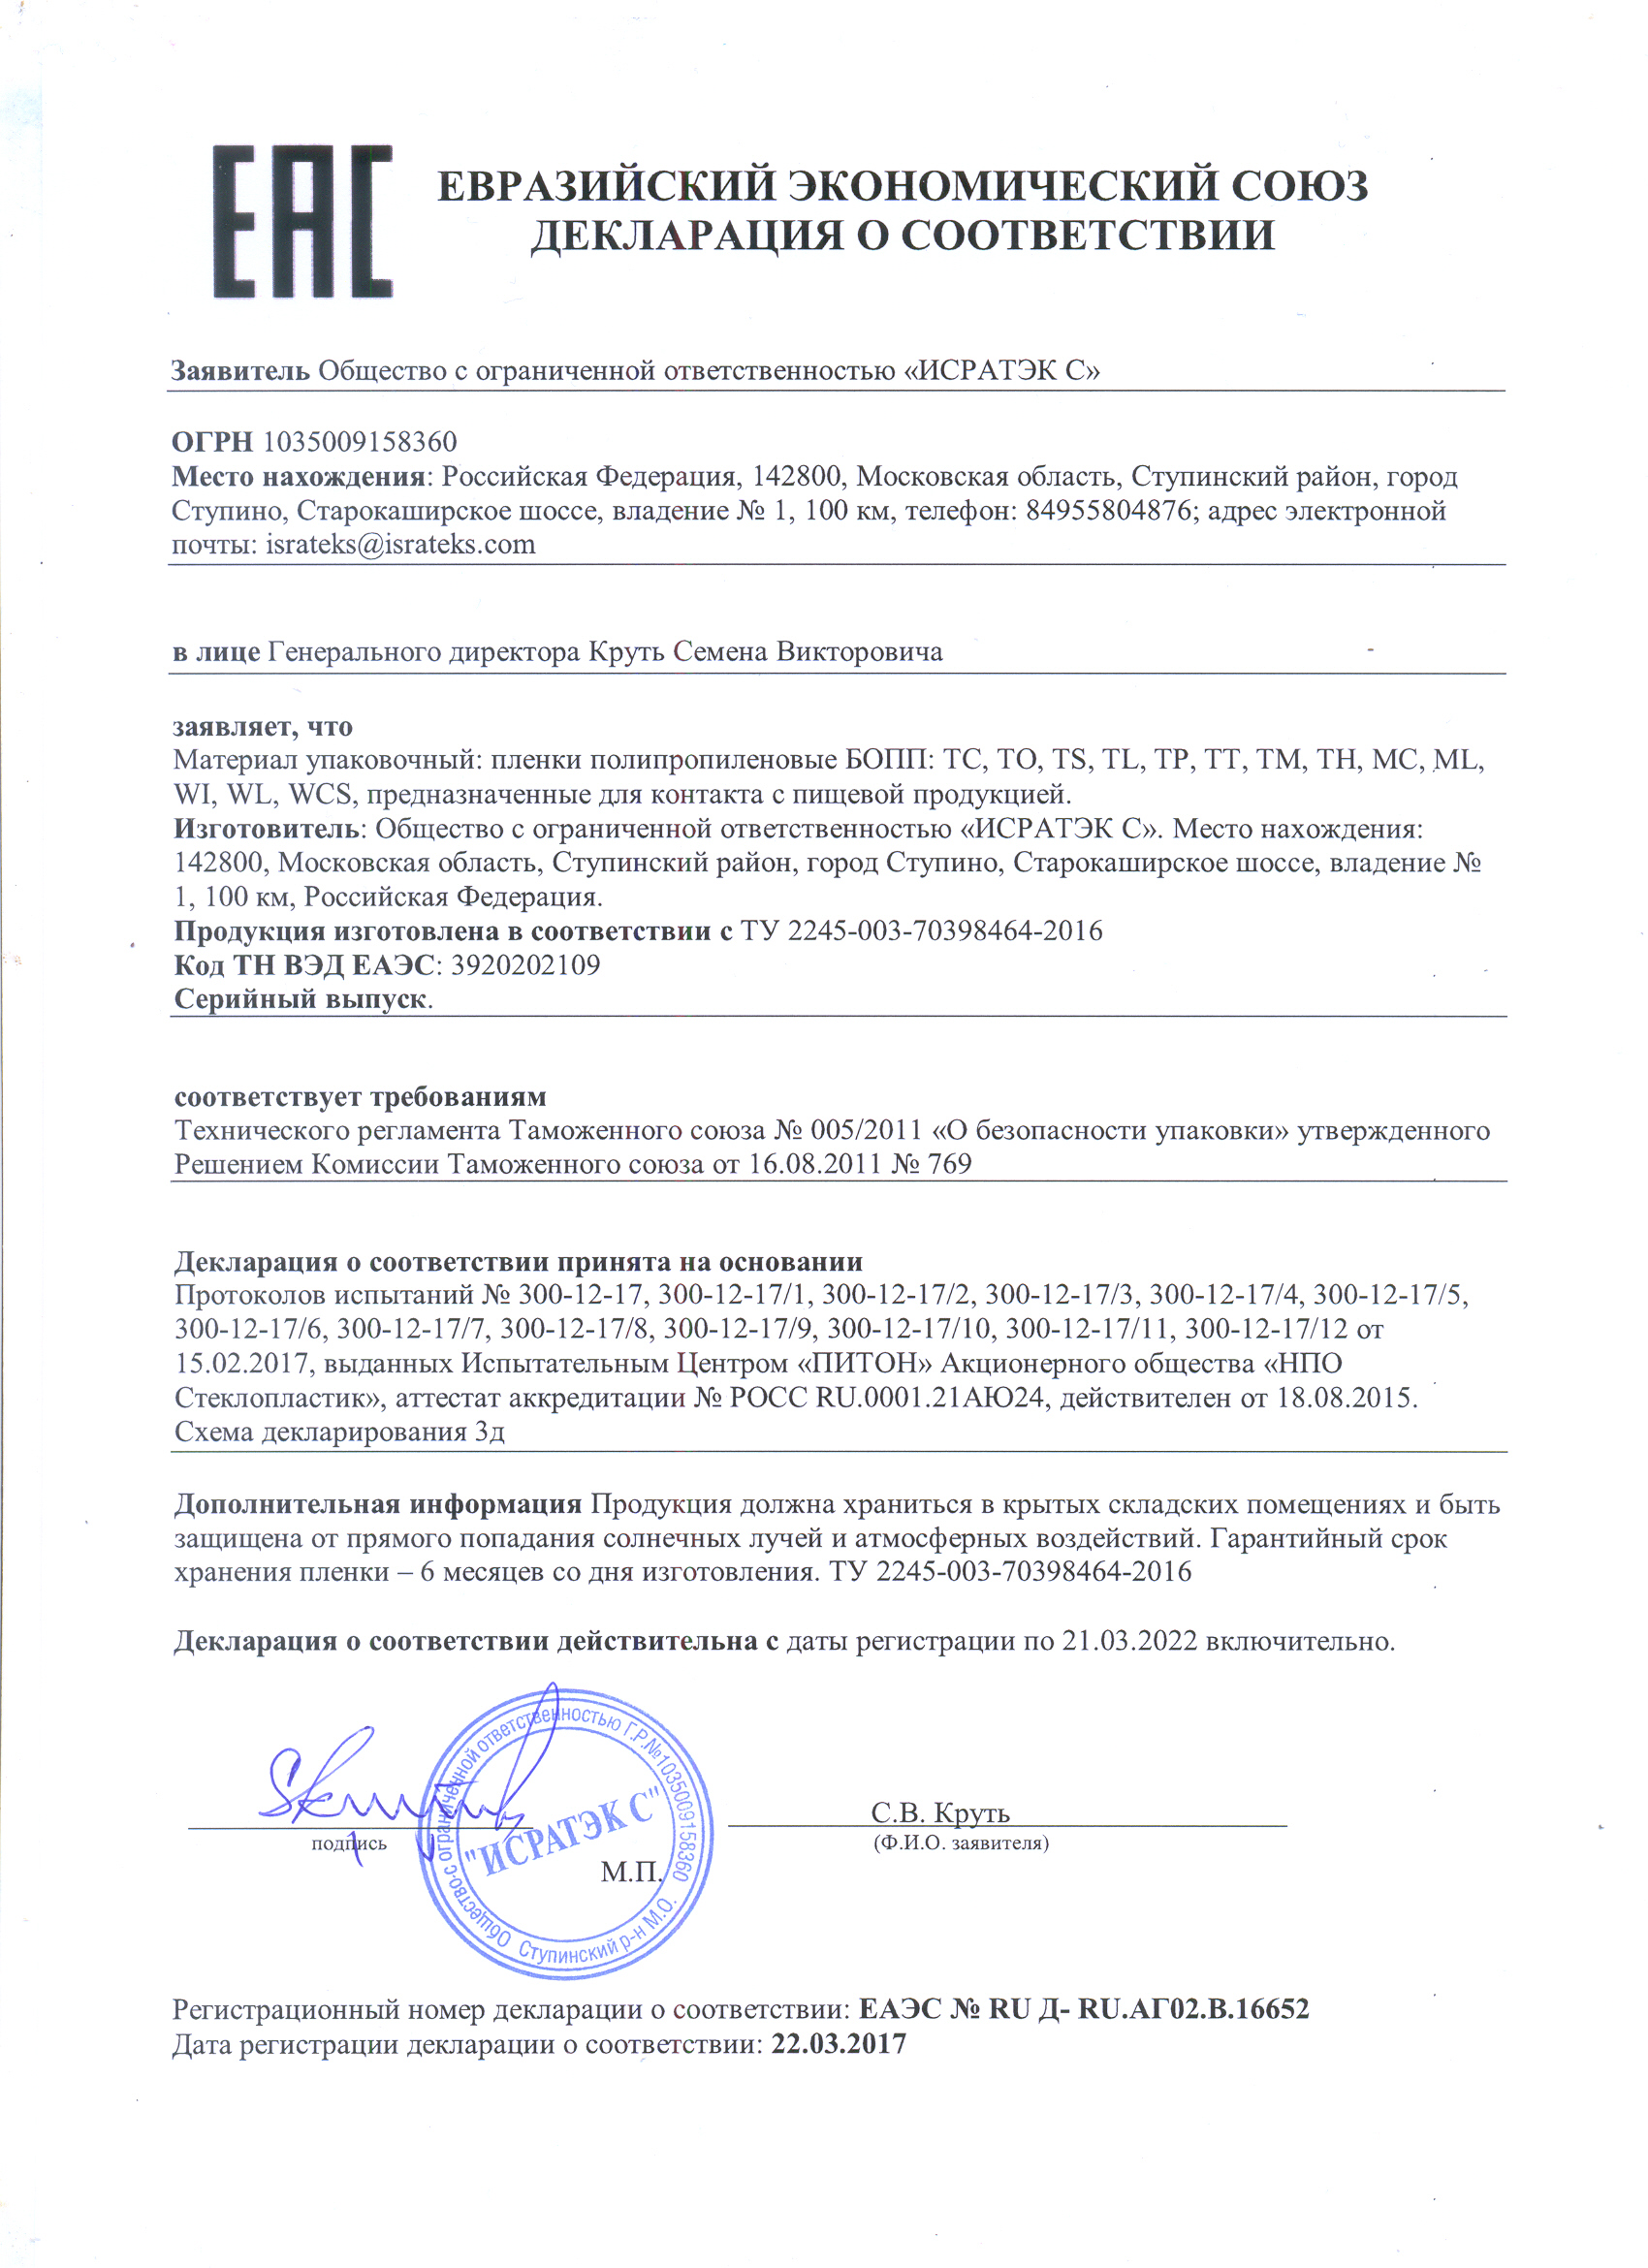 EAC
ЕВРАЗИЙСКИЙ ЭКОНОМИЧЕСКИЙ СОЮЗ
ДЕКЛАРАЦИЯ О СООТВЕТСТВИИ
Заявитель Общество с ограниченной ответственностью «ИСРАТЭК С»
ОГРН 1035009158360
Место нахождения: Российская Федерация, 142800, Московская область, Ступинский район, город
Ступино, Старокаширское шоссе, владение № 1, 100 км, телефон: 84955804876; адрес электронной
почты: israteks@israteks.com
в лице Генерального директора Круть Семена Викторовича
заявляет, что
Материал упаковочный: пленки полипропиленовые БОПП: TC, TO, TS, TL, TP, TT, TM, TH, MC, ML,
WI, WL, WCS, предназначенные для контакта с пищевой продукцией.
Изготовитель: Общество с ограниченной ответственностью «ИСРАТЭК С». Место нахождения:
142800, Московская область, Ступинский район, город Ступино, Старокаширское шоссе, владение №
1, 100 км, Российская Федерация.
Продукция изготовлена в соответствии с ТУ 2245-003-70398464-2016
Код ТН ВЭД ЕАЭС: 3920202109
Серийный выпуск.
соответствует требованиям
Технического регламента Таможенного союза № 005/2011 «О безопасности упаковки» утвержденного
Решением Комиссии Таможенного союза от 16.08.2011 № 769
Декларация о соответствии принята на основании
Протоколов испытаний № 300-12-17, 300-12-17/1, 300-12-17/2, 300-12-17/3, 300-12-17/4, 300-12-17/5,
300-12-17/6, 300-12-17/7, 300-12-17/8, 300-12-17/9, 300-12-17/10, 300-12-17/11, 300-12-17/12 от
15.02.2017, выданных Испытательным Центром «ПИТОН» Акционерного общества «НПО
Стеклопластик», аттестат аккредитации № РОСС RU.0001.21АЮ24, действителен от 18.08.2015.
Схема декларирования 3д
Дополнительная информация Продукция должна храниться в крытых складских помещениях и быть
защищена от прямого попадания солнечных лучей и атмосферных воздействий. Гарантийный срок
хранения пленки – 6 месяцев со дня изготовления. ТУ 2245-003-70398464-2016
Декларация о соответствии действительна с даты регистрации по 21.03.2022 включительно.
Общество с ограниченной ответственностью Г.Р.№1035009158360
"ИСРАТЭК С"
Ступинский р-н М.О.
С.В. Круть
подпись
(Ф.И.О. заявителя)
М.П.
Регистрационный номер декларации о соответствии: ЕАЭС № RU Д- RU.АГ02.В.16652
Дата регистрации декларации о соответствии: 22.03.2017